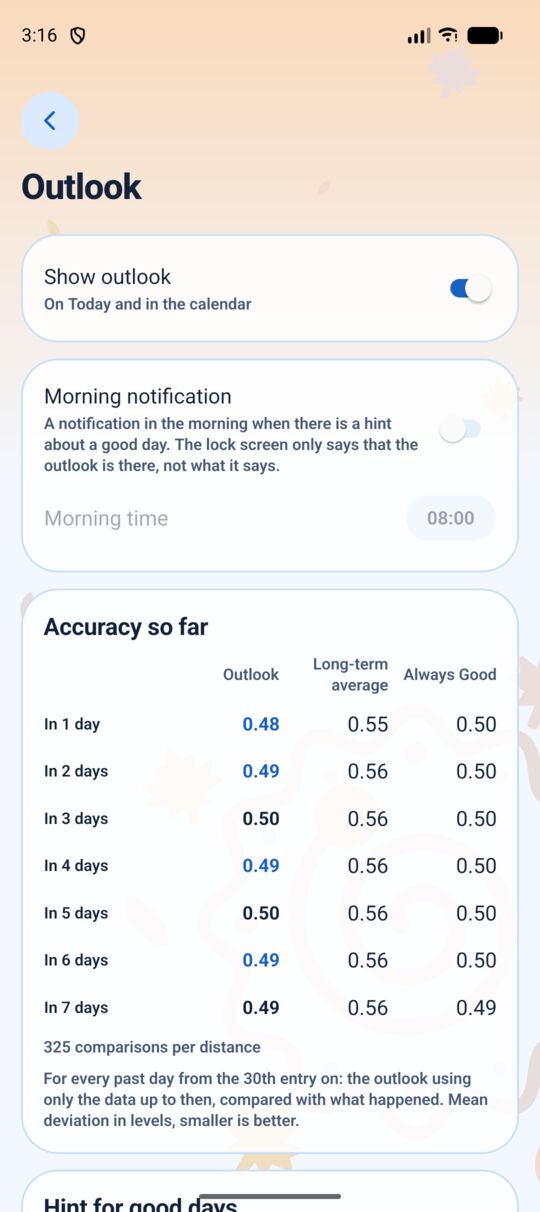 3:16
Outlook
Show outlook
On Today and in the calendar
Morning notification
A notification in the morning when there is a hint
about a good day. The lock screen only says that the
outlook is there, not what it says.
Morning time 08:00
Accuracy so far
Outlook Long-term average Always Good
In 1 day 0.48 0.55 0.50
In 2 days 0.49 0.56 0.50
In 3 days 0.50 0.56 0.50
In 4 days 0.49 0.56 0.50
In 5 days 0.50 0.56 0.50
In 6 days 0.49 0.56 0.50
In 7 days 0.49 0.56 0.49
325 comparisons per distance
For every past day from the 30th entry on: the outlook using
only the data up to then, compared with what happened. Mean
deviation in levels, smaller is better.
Hint for good days